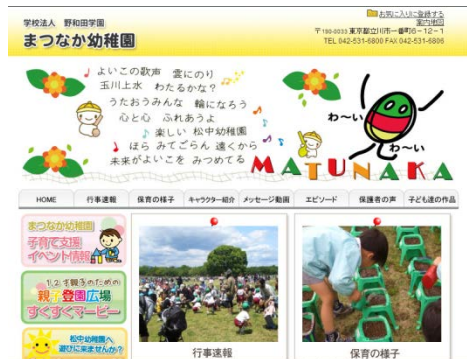 学校法人 野和田学園
まつなか幼稚園
お気に入りに登録する
案内地図
〒190-0033 東京都立川市一番町6-12-1
TEL 042-531-6800 FAX 042-531-6806
よいこの歌声 雲にのり
玉川上水 わたるかな?
うたおうみんな 輪になろう
心と心 ふれあうよ
楽しい 松中幼稚園
ほら みてごらん 遠くから
未来がよいこを みつめてる
わ~い
わ~い
MATUNAKA
HOME 行事速報 保育の様子 キャラクター紹介 メッセージ動画 エピソード 保護者の声 子ども達の作品
まつなか幼稚園
子育て支援
イベント情報
1,2才親子のための
親子登園広場
すくすくマーピー
松中幼稚園へ
遊びに来ませんか?
行事速報
保育の様子